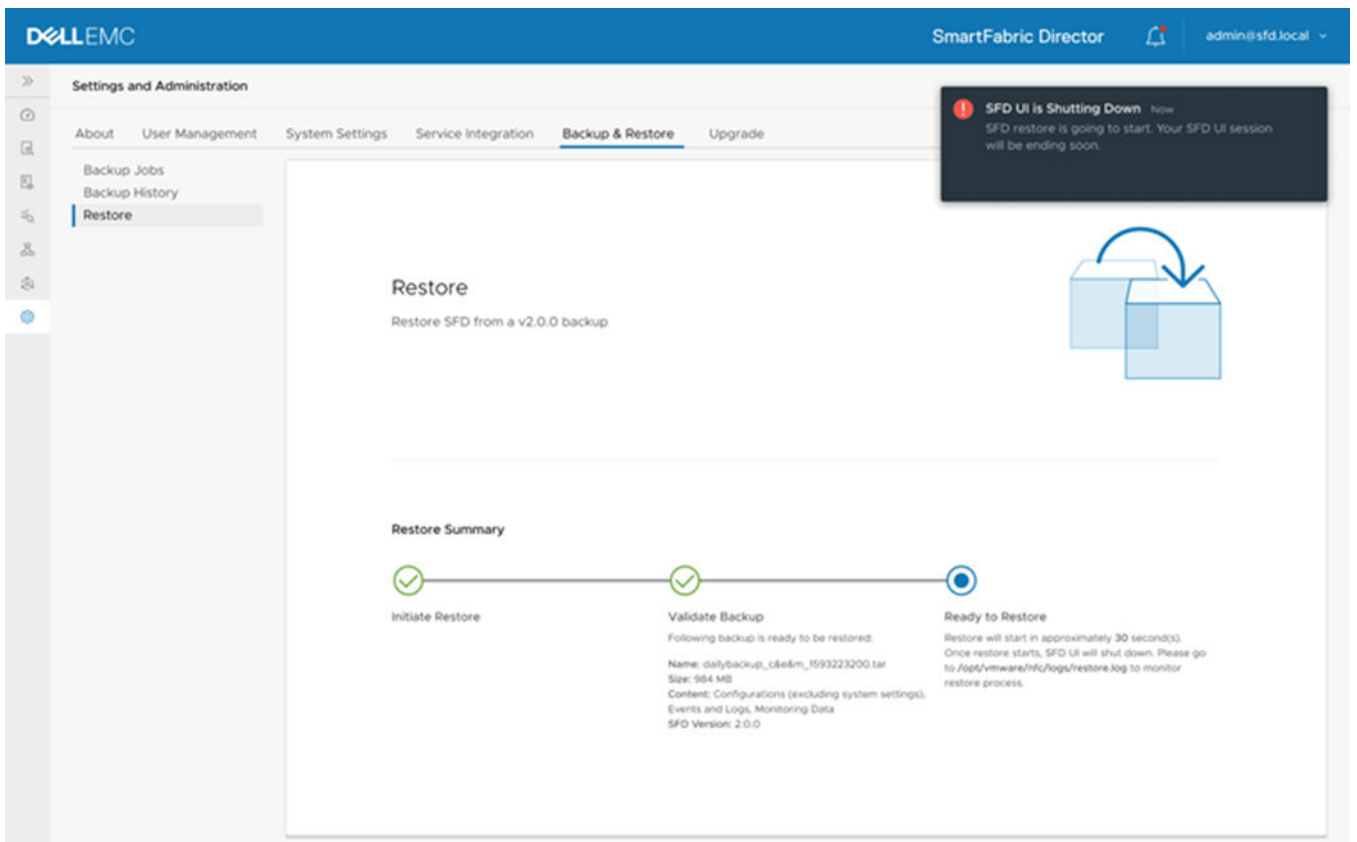 DELLEMC
SmartFabric Director
admin@sfd.local
Settings and Administration
SFD UI is Shutting Down Now
SFD restore is going to start. Your SFD UI session
will be ending soon.
About User Management System Settings Service Integration Backup & Restore Upgrade
Backup Jobs
Backup History
Restore
Restore
Restore SFD from a v2.0.0 backup
Restore Summary
Initiate Restore
Validate Backup
Following backup is ready to be restored:
Name: dailybackup_c&e&m_1593223200.tar
Size: 984 MB
Content: Configurations (excluding system settings),
Events and Logs, Monitoring Data
SFD Version: 2.0.0
Ready to Restore
Restore will start in approximately 30 second(s).
Once restore starts, SFD UI will shut down. Please go
to /opt/vmware/nfc/logs/restore.log to monitor
restore process.